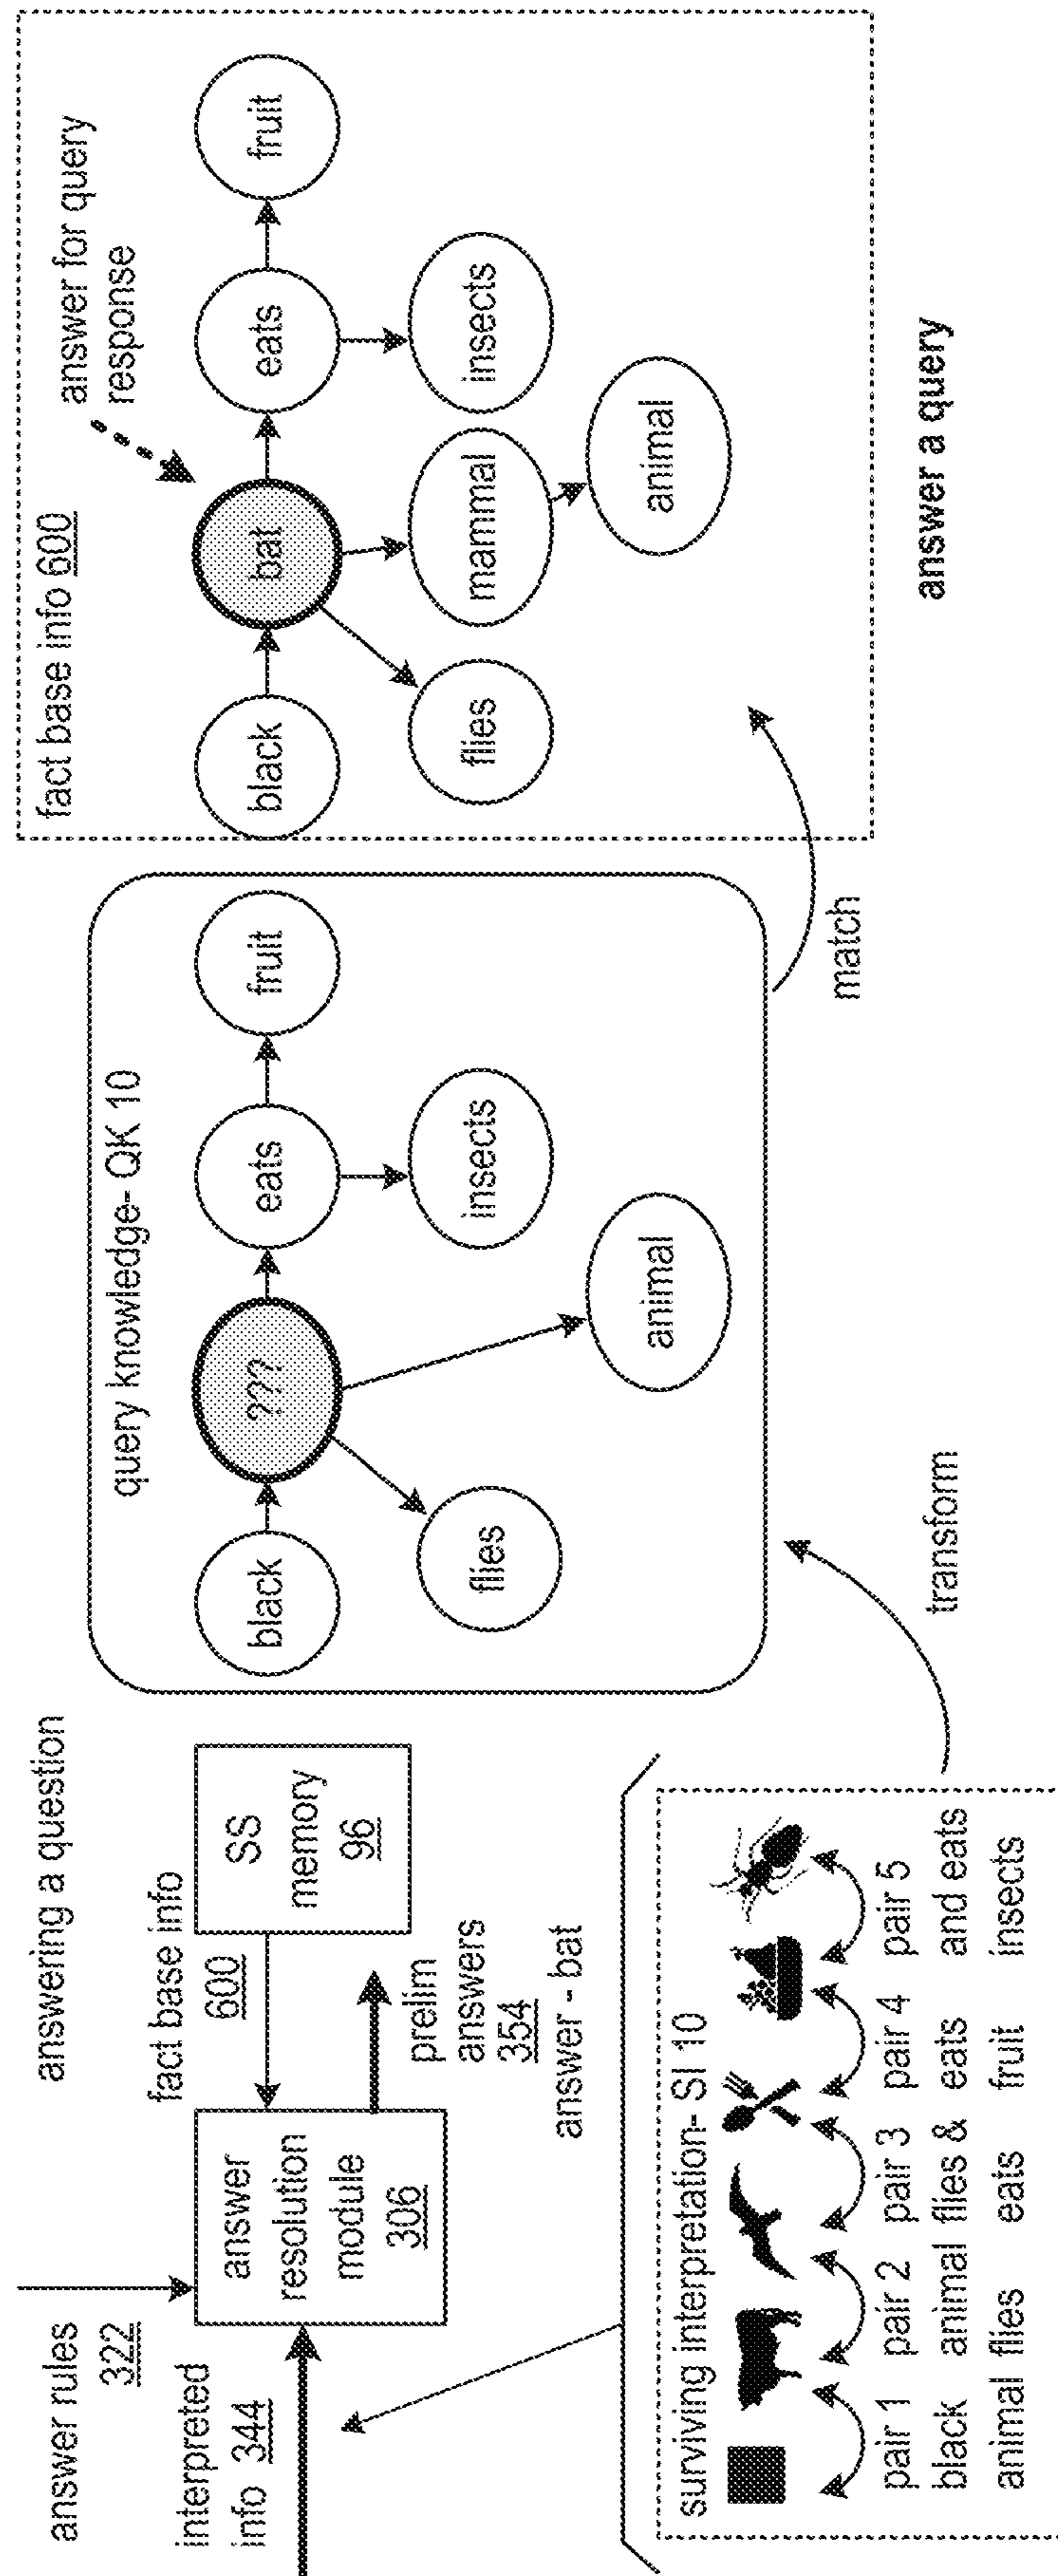 answering a question
answer rules
322
interpreted
info 344
answer
resolution
module
306
fact base info
600
SS
memory
96
prelim
answers
354
answer - bat
surviving interpretation- SI 10
pair 1
black
animal
pair 2
animal
flies
pair 3
flies &
eats
pair 4
eats
fruit
pair 5
and eats
insects
transform
query knowledge- QK 10
black
???
eats
fruit
flies
insects
animal
match
fact base info 600
answer for query
response
black
bat
eats
fruit
flies
mammal
insects
animal
answer a query